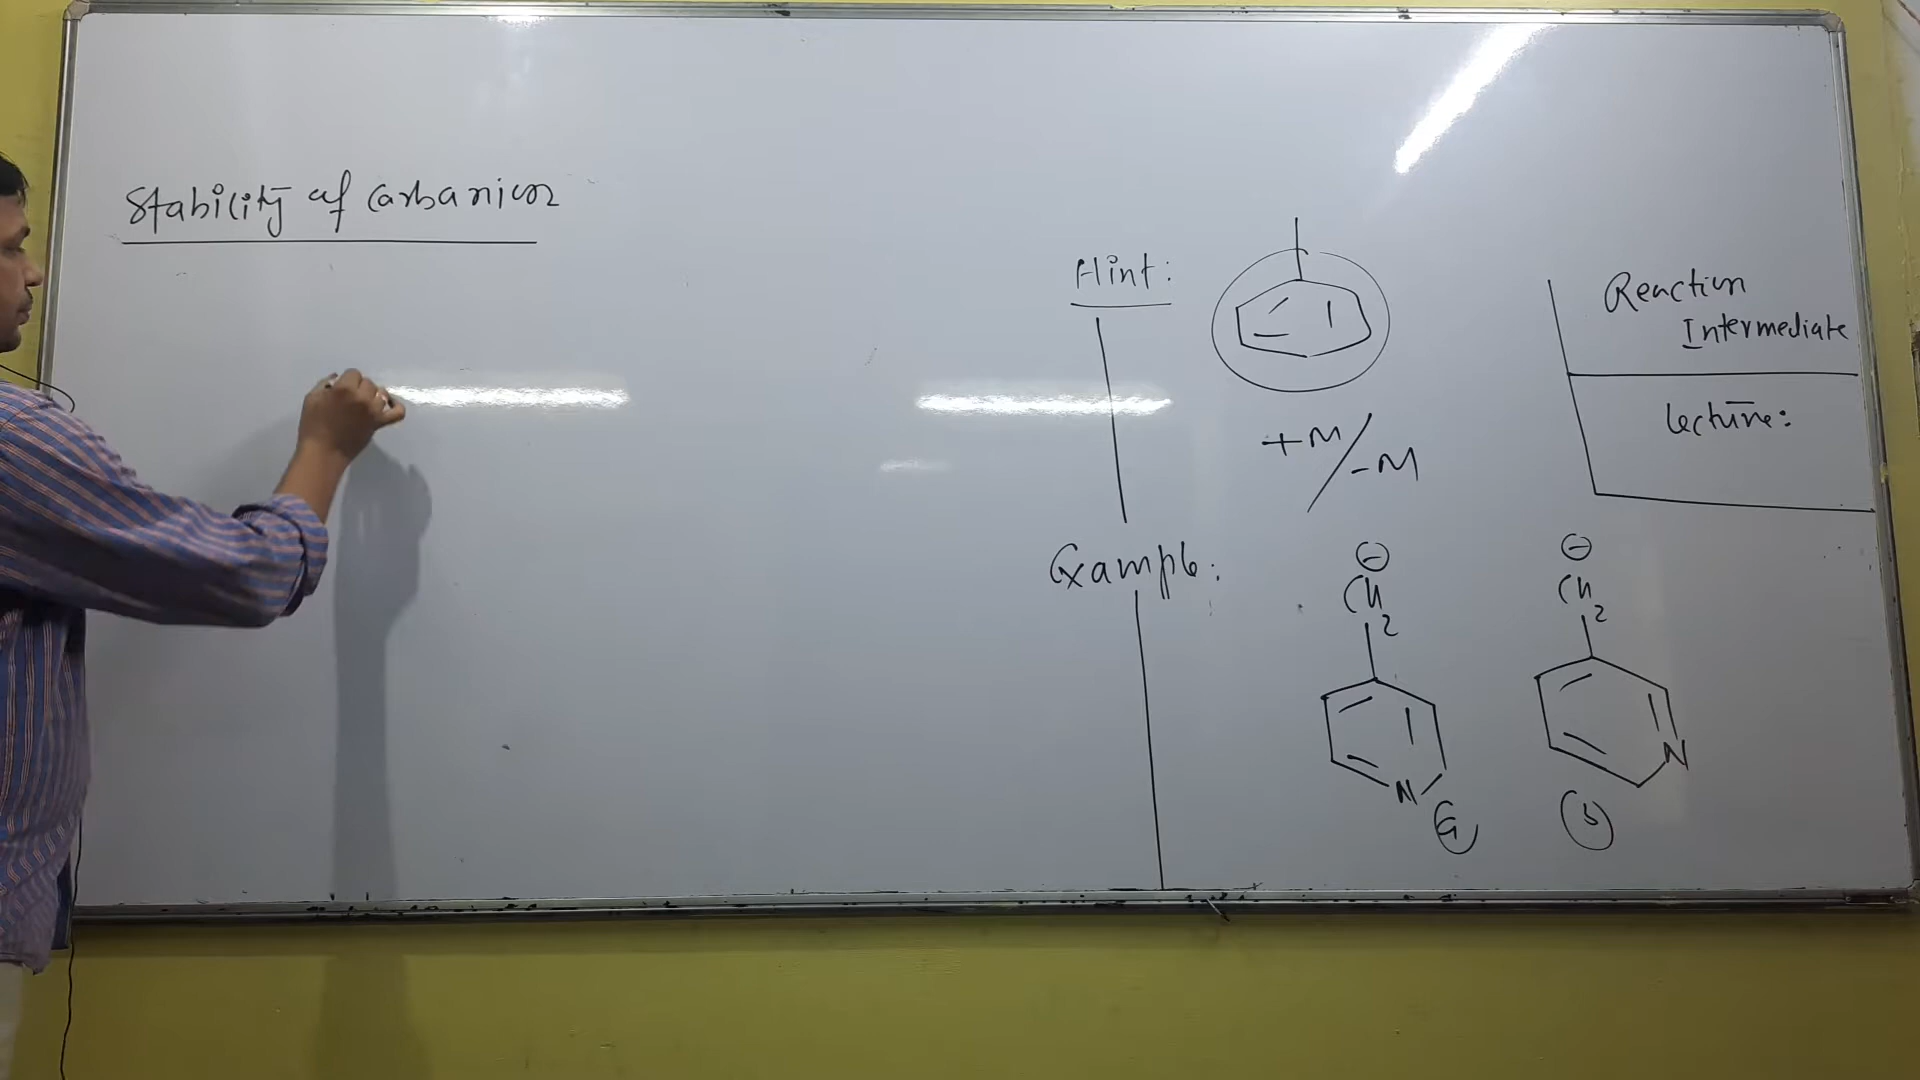 Stability of Carbanion
Hint:
+M/-M
Reaction
Intermediate
Lecture:
Example:
⊖
CH2
N
a
⊖
CH2
N
b